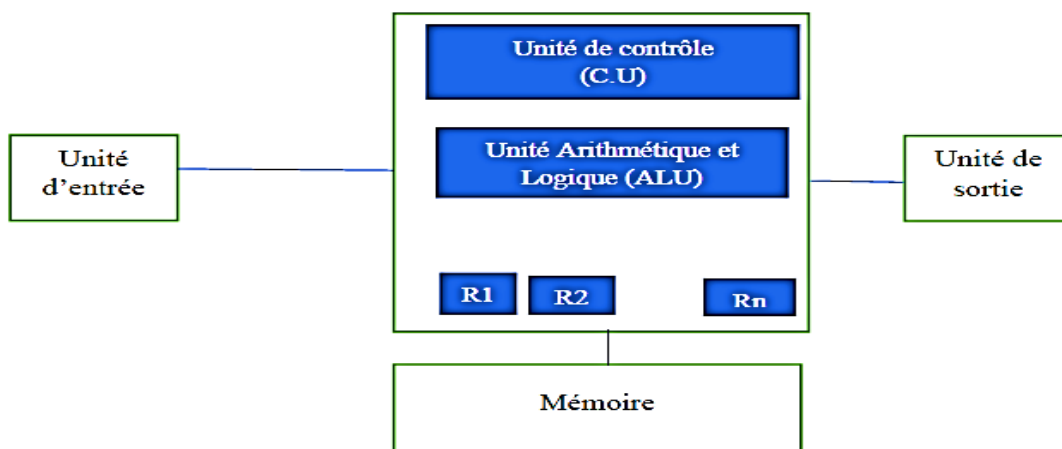 Unité de contrôle
(C.U)
Unité Arithmétique et
Logique (ALU)
Unité
d'entrée
Unité de
sortie
R1
R2
Rn
Mémoire